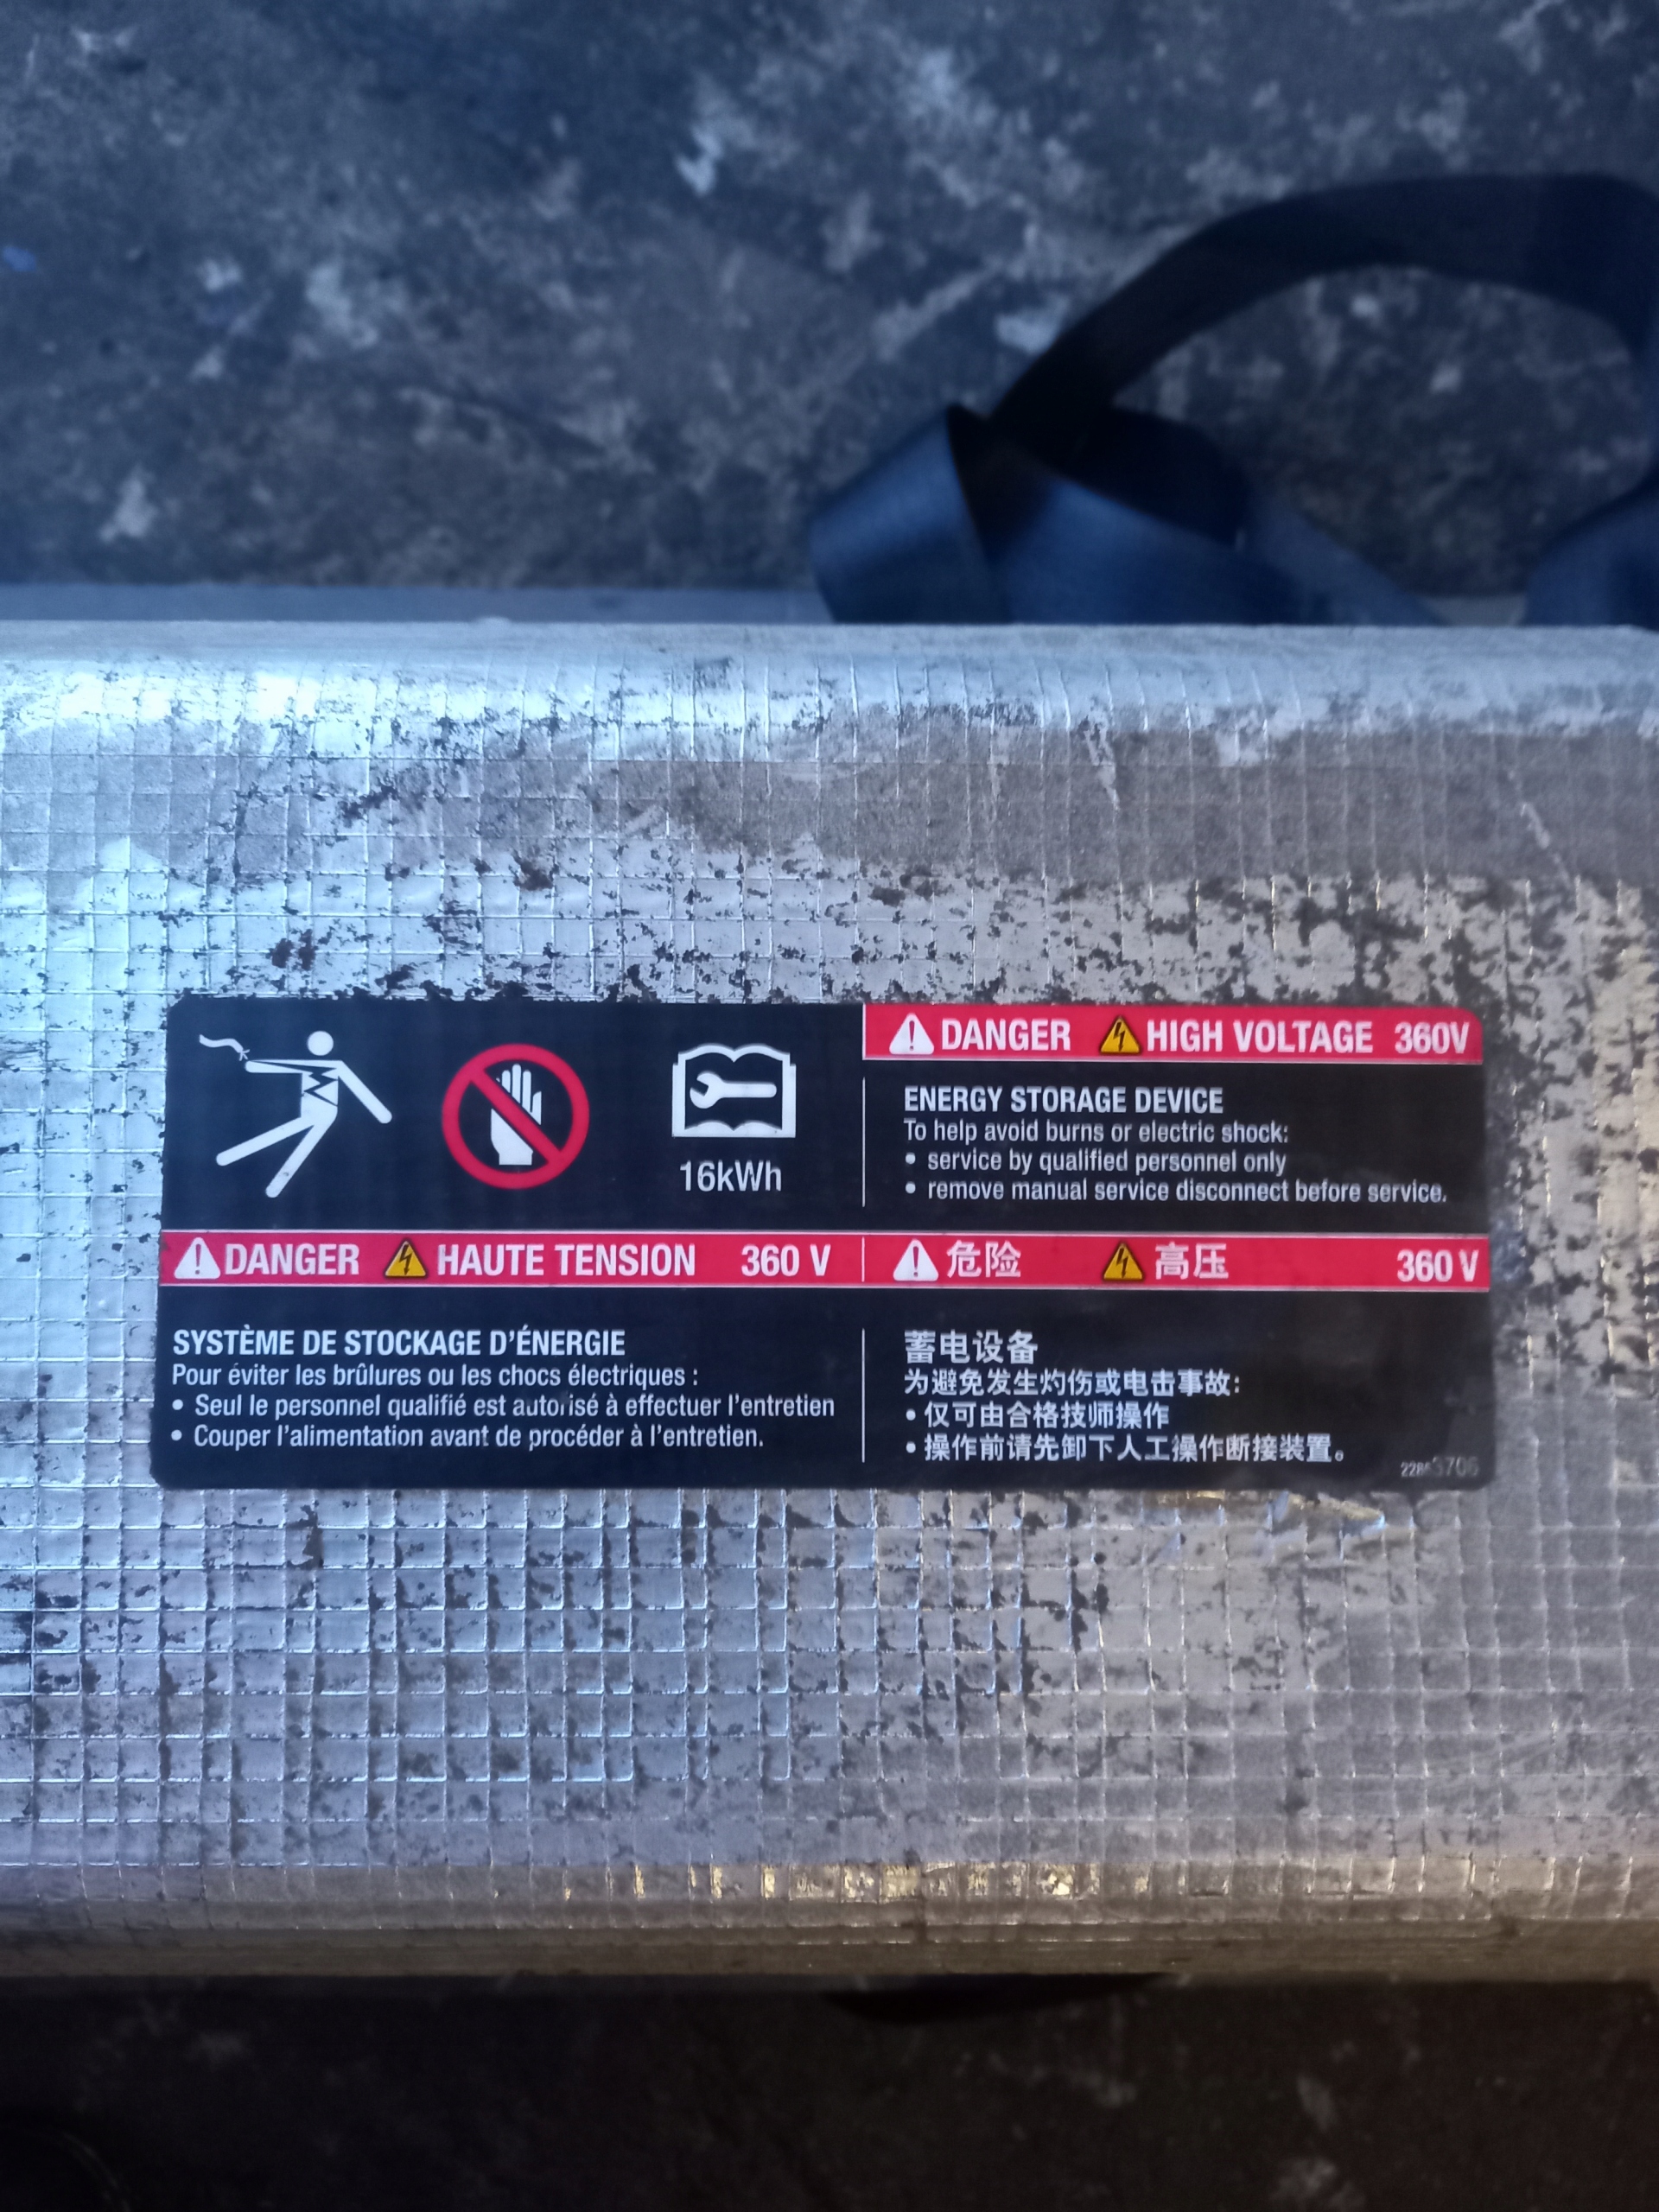 DANGER HIGH VOLTAGE 360V
16kWh
ENERGY STORAGE DEVICE
To help avoid burns or electric shock:
• service by qualified personnel only
• remove manual service disconnect before service.
DANGER HAUTE TENSION 360 V
SYSTÈME DE STOCKAGE D'ÉNERGIE
Pour éviter les brûlures ou les chocs électriques :
• Seul le personnel qualifié est autorisé à effectuer l'entretien
• Couper l'alimentation avant de procéder à l'entretien.
危险 高压 360 V
蓄电设备
为避免发生灼伤或电击事故：
• 仅可由合格技师操作
• 操作前请先卸下人工操作断接装置。